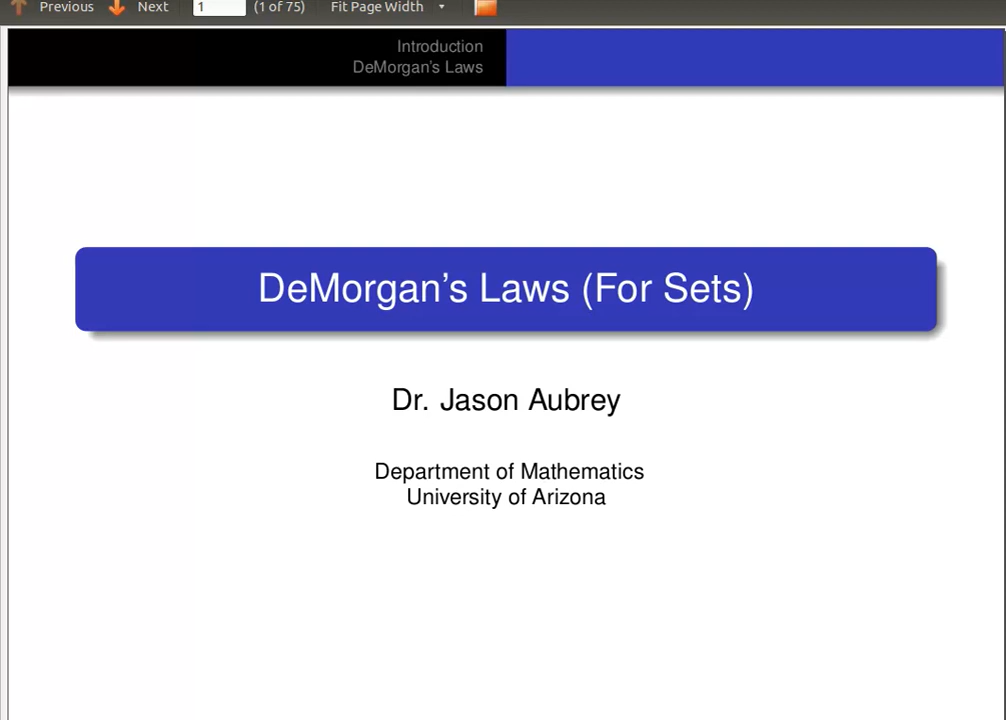 Previous Next 1 (1 of 75) Fit Page Width
Introduction
DeMorgan's Laws
DeMorgan's Laws (For Sets)
Dr. Jason Aubrey
Department of Mathematics
University of Arizona